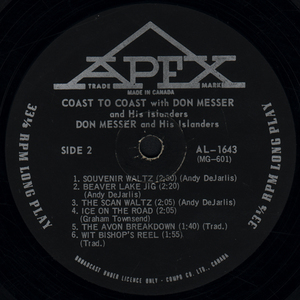 APEX
TRADE MARK
MADE IN CANADA
COAST TO COAST with DON MESSER
and His Islanders
DON MESSER and His Islanders
SIDE 2
AL-1643
(MG-601)
1. SOUVENIR WALTZ (2:30) (Andy DeJarlis)
2. BEAVER LAKE JIG (2:20)
(Andy DeJarlis)
3. THE SCAN WALTZ (2:05) (Andy DeJarlis)
4. ICE ON THE ROAD (2:05)
(Graham Townsend)
5. THE AVON BREAKDOWN (1:40) (Trad.)
6. WIT BISHOP'S REEL (1:55)
(Trad.)
33⅓ RPM LONG PLAY
33⅓ RPM LONG PLAY
BROADCAST UNDER LICENCE ONLY - COMPO CO. LTD., CANADA